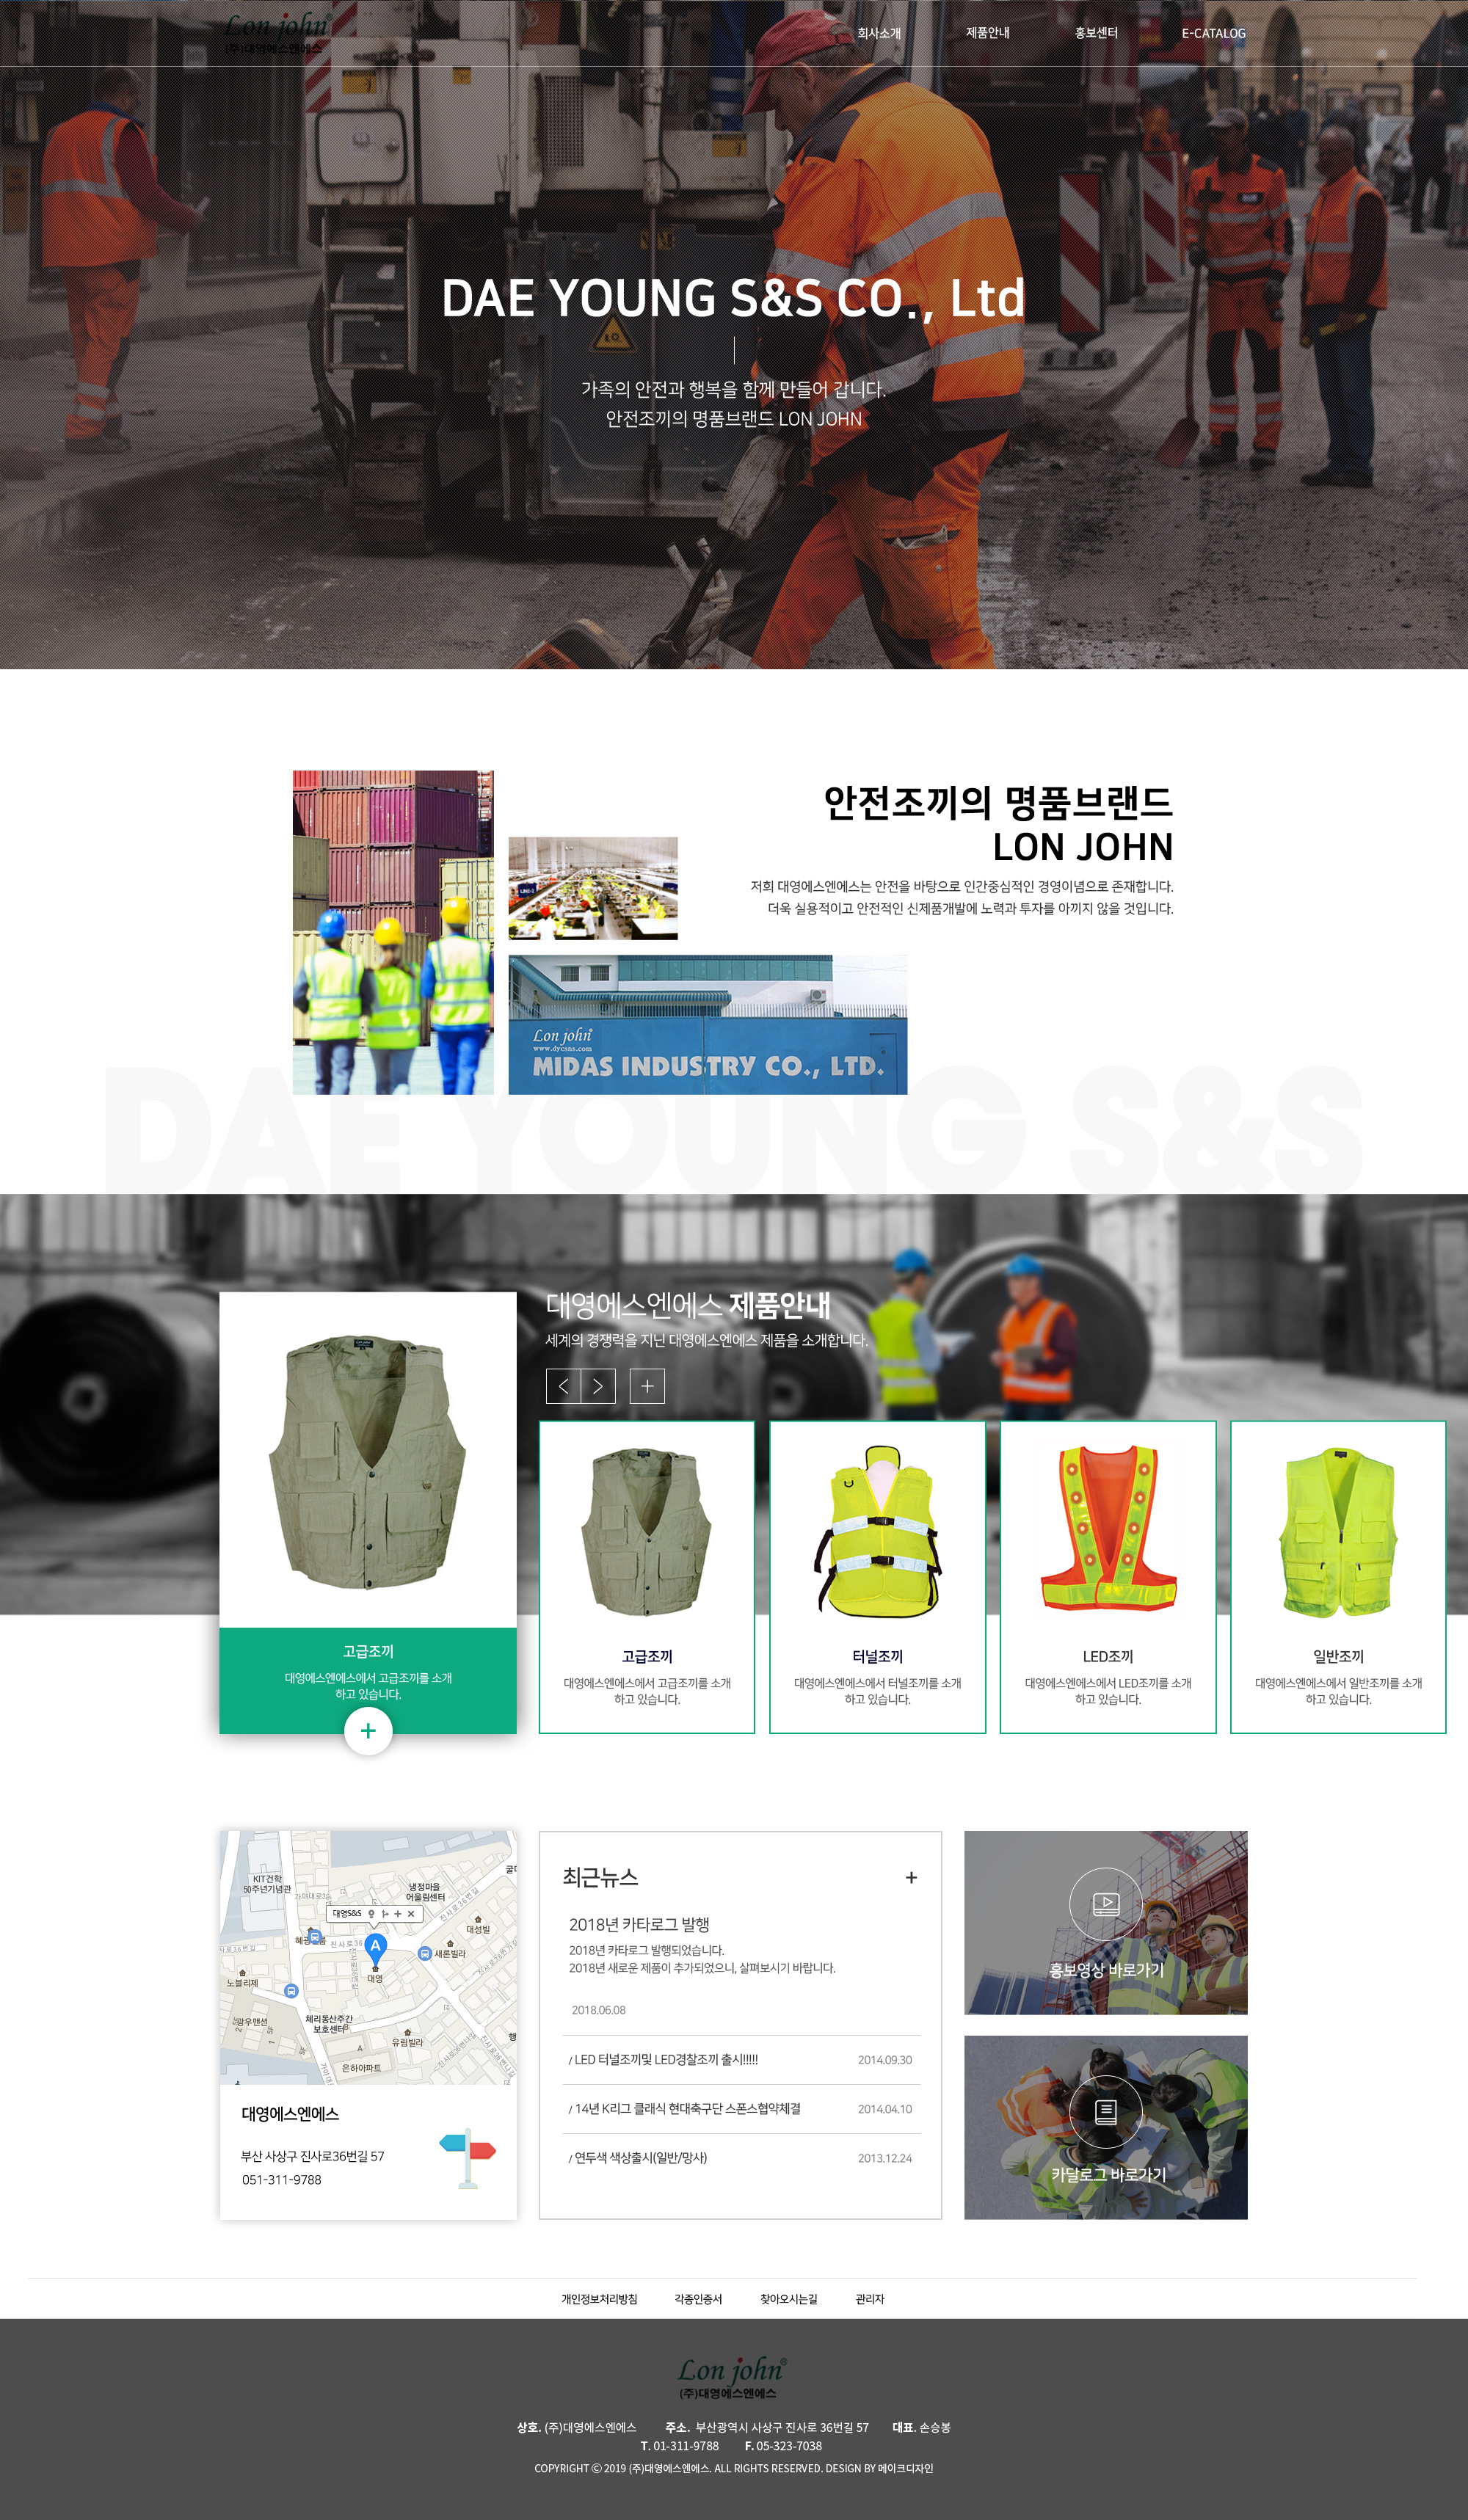 Lon john®
(주)대영에스엔에스
회사소개 제품안내 홍보센터 E-CATALOG
DAE YOUNG S&S CO., Ltd
가족의 안전과 행복을 함께 만들어 갑니다.
안전조끼의 명품브랜드 LON JOHN
안전조끼의 명품브랜드
LON JOHN
저희 대영에스엔에스는 안전을 바탕으로 인간중심적인 경영이념으로 존재합니다.
더욱 실용적이고 안전적인 신제품개발에 노력과 투자를 아끼지 않을 것입니다.
Lon john®
www.dycsns.com
MIDAS INDUSTRY CO., LTD.
DAE YOUNG S&S
대영에스엔에스 제품안내
세계의 경쟁력을 지닌 대영에스엔에스 제품을 소개합니다.
고급조끼
대영에스엔에스에서 고급조끼를 소개
하고 있습니다.
고급조끼
대영에스엔에스에서 고급조끼를 소개
하고 있습니다.
터널조끼
대영에스엔에스에서 터널조끼를 소개
하고 있습니다.
LED조끼
대영에스엔에스에서 LED조끼를 소개
하고 있습니다.
일반조끼
대영에스엔에스에서 일반조끼를 소개
하고 있습니다.
KIT건학
50주년기념관
냉정마을
어울림센터
대영S&S
대성빌
새론빌라
A
대영
노블리제
광우맨션
체리동산주간
보호센터
유림빌라
은하아파트
대영에스엔에스
부산 사상구 진사로36번길 57
051-311-9788
최근뉴스 +
2018년 카타로그 발행
2018년 카타로그 발행되었습니다.
2018년 새로운 제품이 추가되었으니, 살펴보시기 바랍니다.
2018.06.08
/ LED 터널조끼및 LED경찰조끼 출시!!!!! 2014.09.30
/ 14년 K리그 클래식 현대축구단 스폰스협약체결 2014.04.10
/ 연두색 색상출시(일반/망사) 2013.12.24
홍보영상 바로가기
카달로그 바로가기
개인정보처리방침 각종인증서 찾아오시는길 관리자
Lon john®
(주)대영에스엔에스
상호. (주)대영에스엔에스 주소. 부산광역시 사상구 진사로 36번길 57 대표. 손승봉
T. 01-311-9788 F. 05-323-7038
COPYRIGHT ⓒ 2019 (주)대영에스엔에스. ALL RIGHTS RESERVED. DESIGN BY 메이크디자인